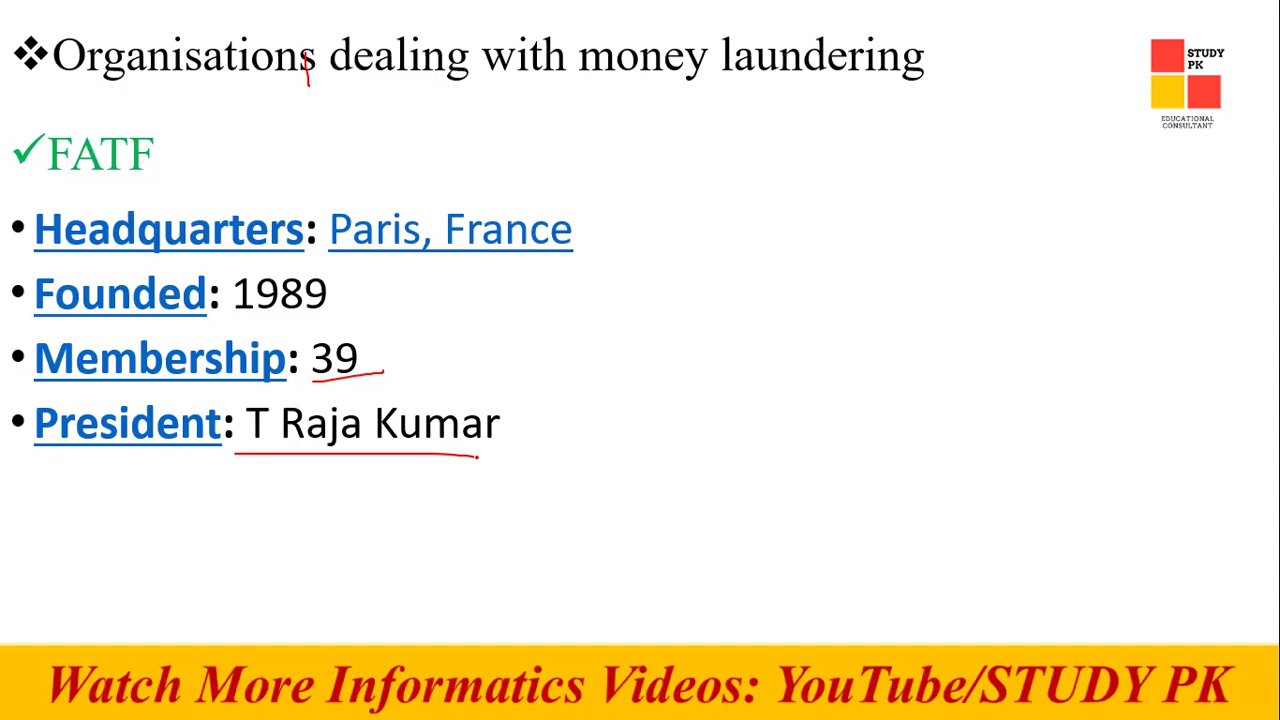 ❖Organisations dealing with money laundering
STUDY
PK
EDUCATIONAL
CONSULTANT
✓FATF
• Headquarters: Paris, France
• Founded: 1989
• Membership: 39
• President: T Raja Kumar
Watch More Informatics Videos: YouTube/STUDY PK